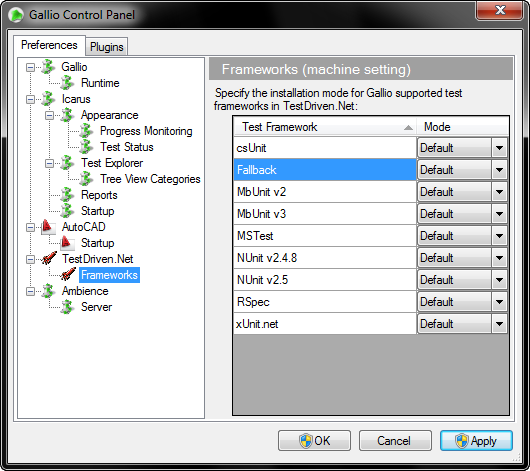 Gallio Control Panel
Preferences
Plugins
Gallio
Runtime
Icarus
Appearance
Progress Monitoring
Test Status
Test Explorer
Tree View Categories
Reports
Startup
AutoCAD
Startup
TestDriven.Net
Frameworks
Ambience
Server
Frameworks (machine setting)
Specify the installation mode for Gallio supported test
frameworks in TestDriven.Net:
Test Framework Mode
csUnit Default
Fallback Default
MbUnit v2 Default
MbUnit v3 Default
MSTest Default
NUnit v2.4.8 Default
NUnit v2.5 Default
RSpec Default
xUnit.net Default
OK Cancel Apply